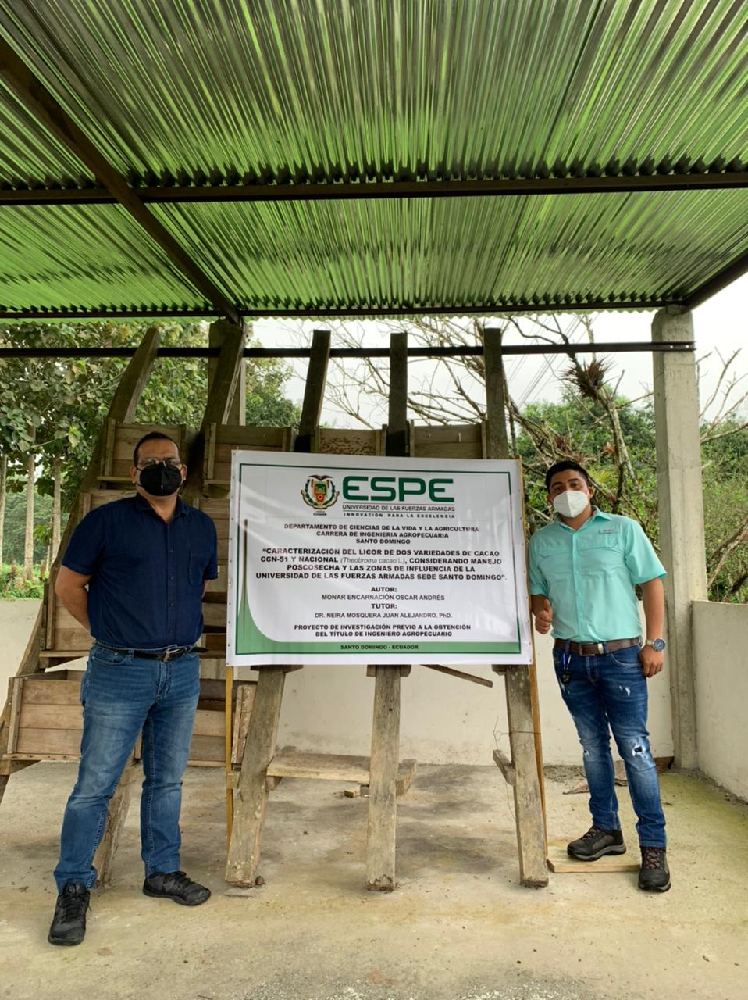 ESPE
UNIVERSIDAD DE LAS FUERZAS ARMADAS
INNOVACIÓN PARA LA EXCELENCIA
DEPARTAMENTO DE CIENCIAS DE LA VIDA Y LA AGRICULTURA
CARRERA DE INGENIERIA AGROPECUARIA
SANTO DOMINGO
“CARACTERIZACIÓN DEL LICOR DE DOS VARIEDADES DE CACAO
CCN-51 Y NACIONAL (Theobroma cacao L.), CONSIDERANDO MANEJO
POSCOSECHA Y LAS ZONAS DE INFLUENCIA DE LA
UNIVERSIDAD DE LAS FUERZAS ARMADAS SEDE SANTO DOMINGO”.
AUTOR:
MONAR ENCARNACIÓN OSCAR ANDRÉS
TUTOR:
DR. NEIRA MOSQUERA JUAN ALEJANDRO, PhD.
PROYECTO DE INVESTIGACIÓN PREVIO A LA OBTENCIÓN
DEL TÍTULO DE INGENIERO AGROPECUARIO
SANTO DOMINGO - ECUADOR